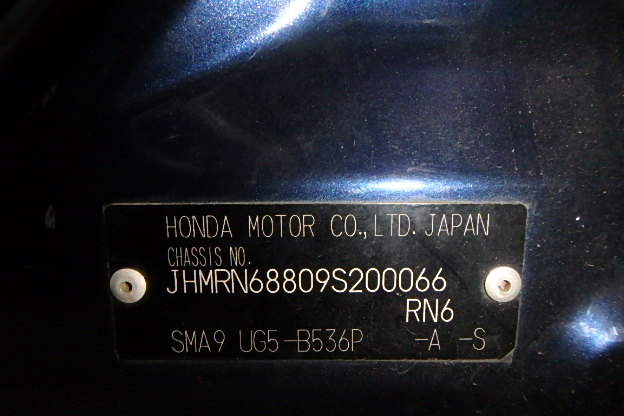 HONDA MOTOR CO.,LTD. JAPAN
CHASSIS NO.
JHMRN68809S200066
RN6
SMA9 UG5-B536P -A -S